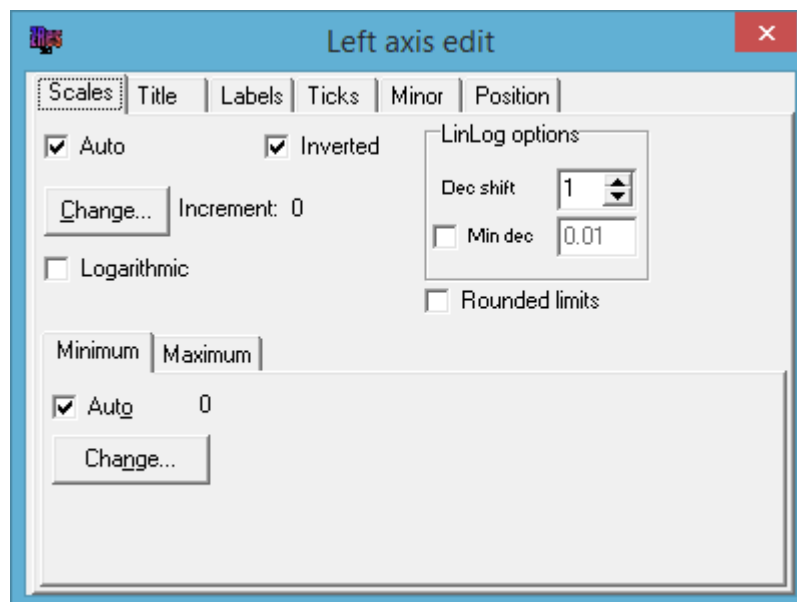 Left axis edit
Scales Title Labels Ticks Minor Position
Auto Inverted LinLog options
Dec shift 1
Change... Increment: 0
Min dec 0.01
Logarithmic
Rounded limits
Minimum Maximum
Auto 0
Change...